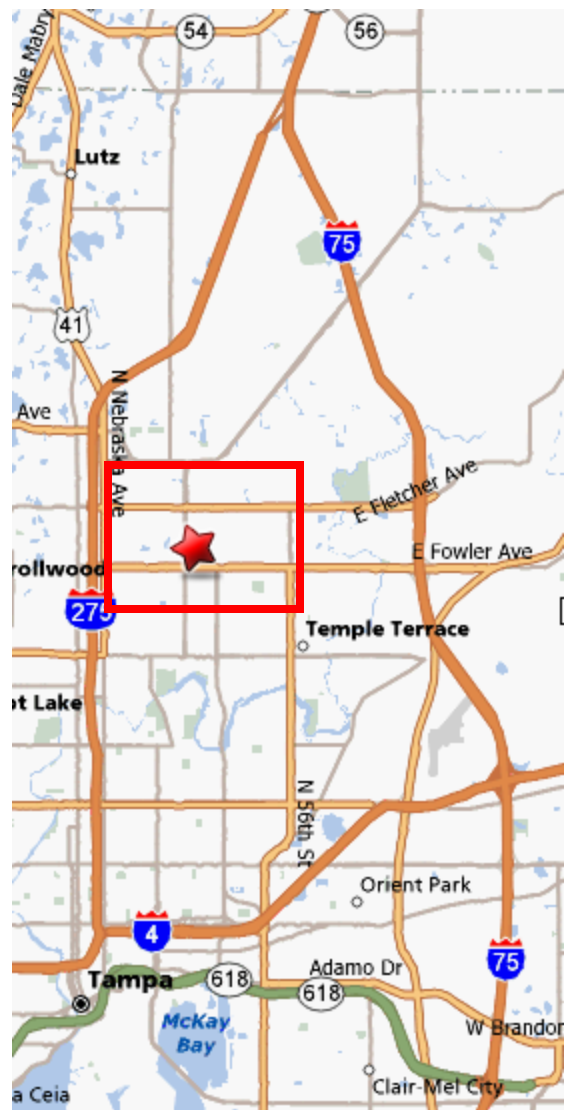 54
56
Dale Mabry
Lutz
75
41
N Nebraska Ave
Ave
E Fletcher Ave
E Fowler Ave
rollwood
275
Temple Terrace
ot Lake
N 56th St
Orient Park
4
75
Adamo Dr
Tampa
618
618
McKay
Bay
W Brandon
Clair-Mel City
a Ceia